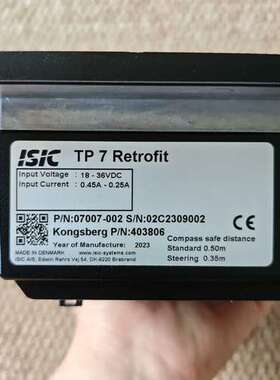 ISIC TP 7 Retrofit
Input Voltage : 18 - 36VDC
Input Current : 0.45A - 0.25A
P/N:07007-002 S/N:02C2309002
Kongsberg P/N:403806
Year of Manufacture: 2023
Compass safe distance
Standard 0.50m
Steering 0.35m
MADE IN DENMARK www.isic-systems.com
ISIC A/S, Edwin Rahrs Vej 54, DK-8220 Brabrand